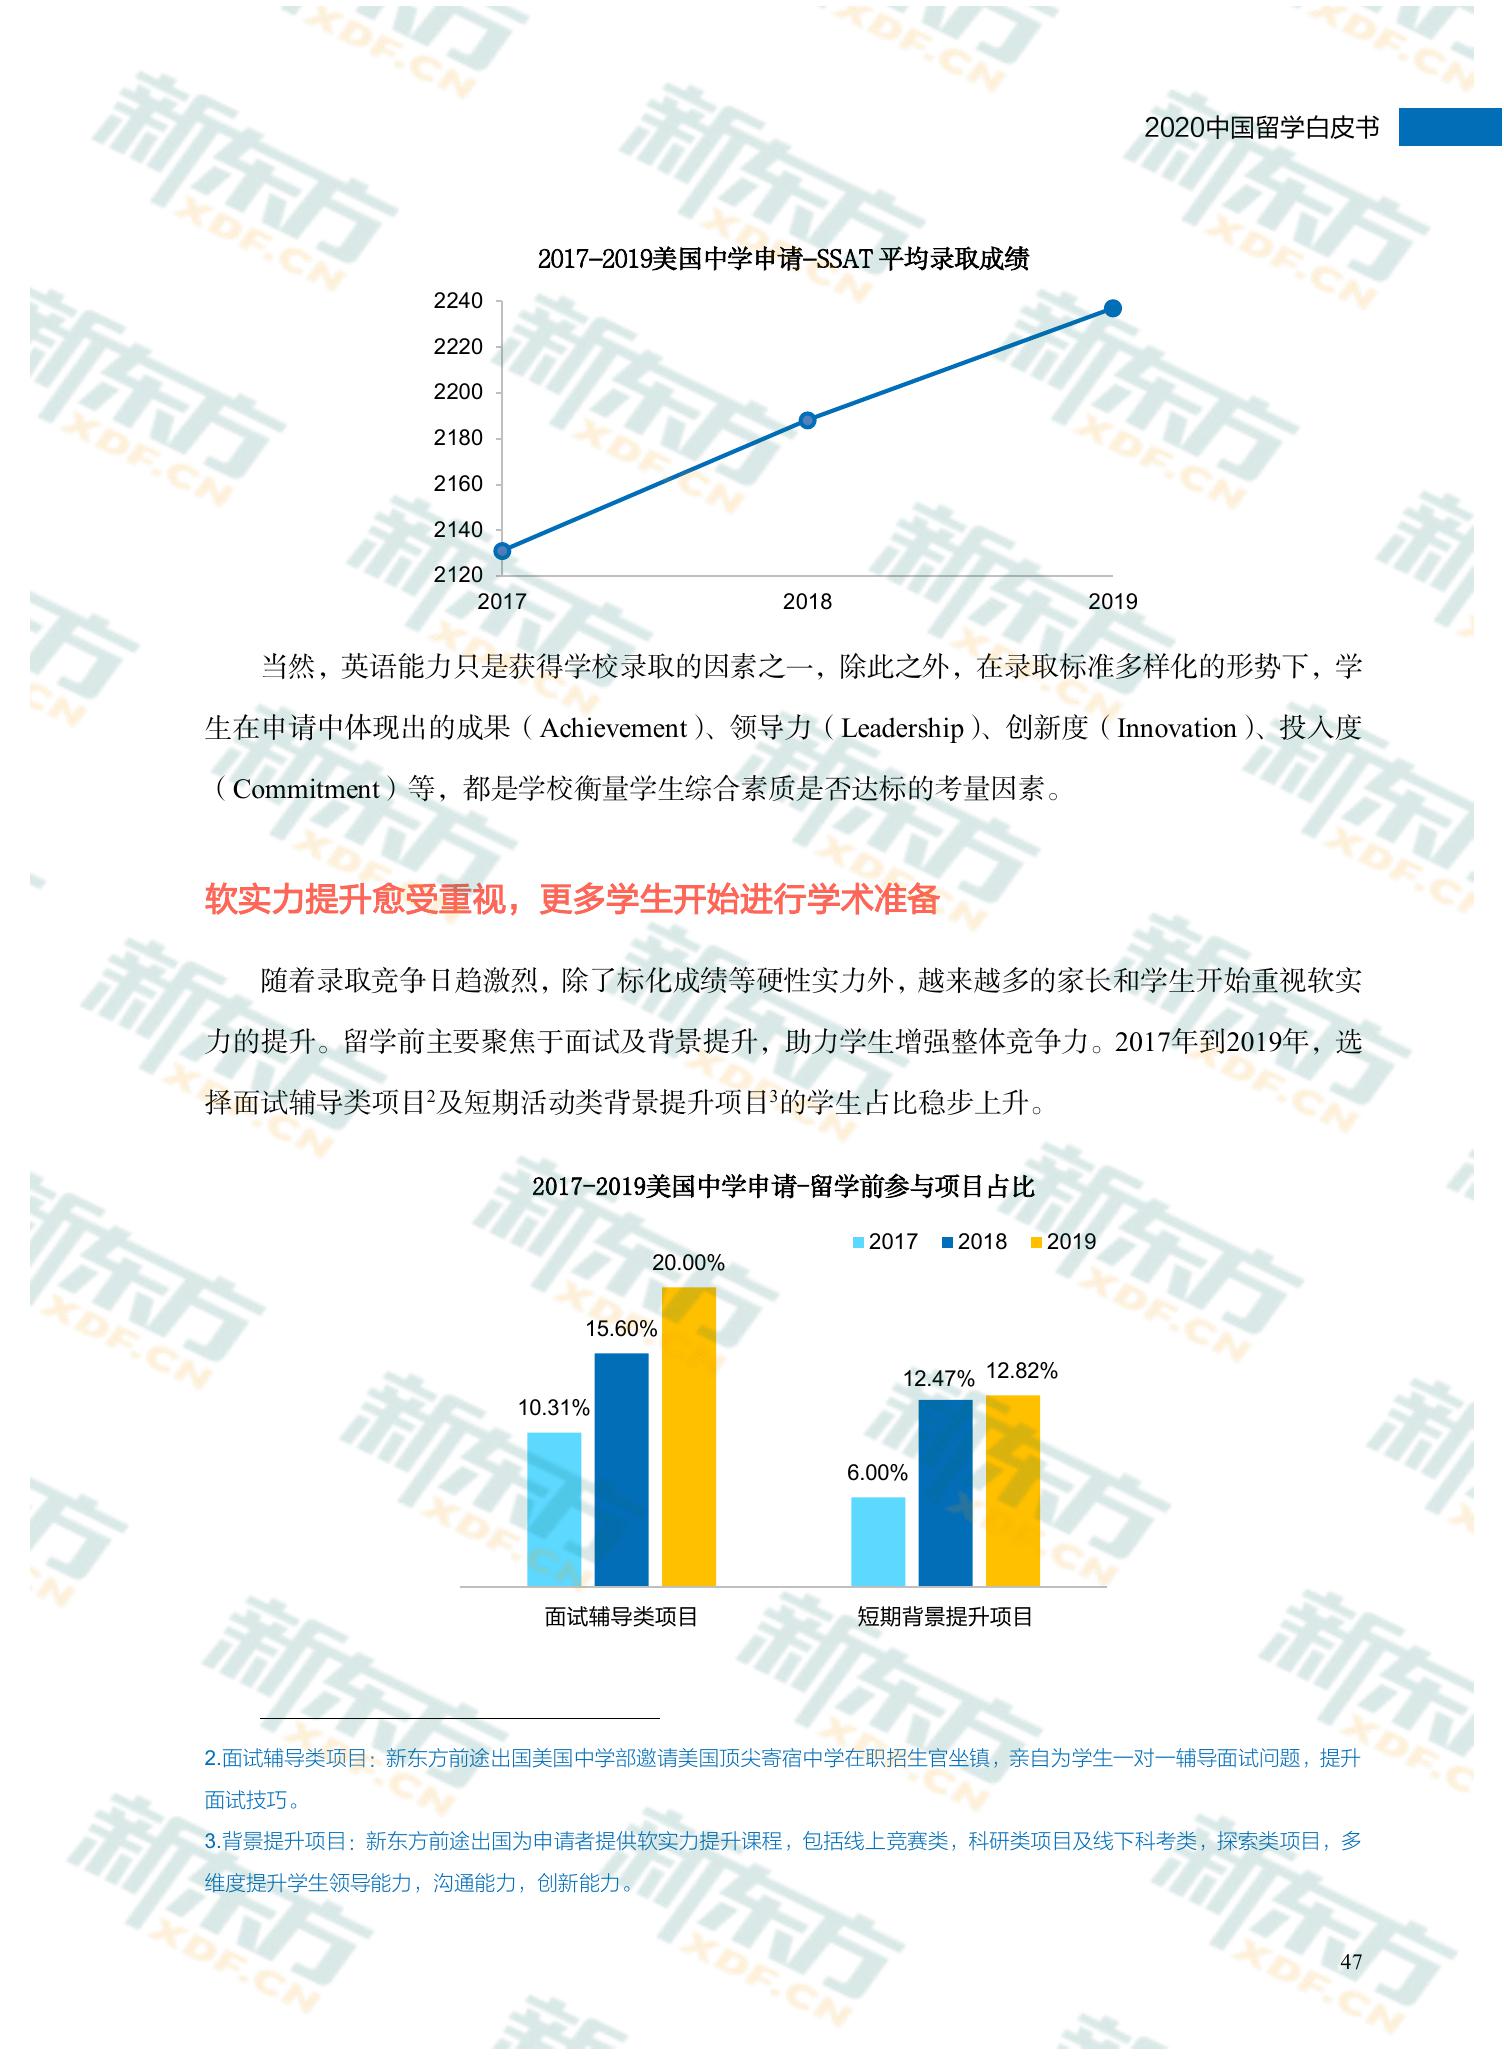 2020中国留学白皮书
2017–2019美国中学申请–SSAT 平均录取成绩
2240
2220
2200
2180
2160
2140
2120
2017 2018 2019
当然，英语能力只是获得学校录取的因素之一，除此之外，在录取标准多样化的形势下，学
生在申请中体现出的成果（Achievement）、领导力（Leadership）、创新度（Innovation）、投入度
（Commitment）等，都是学校衡量学生综合素质是否达标的考量因素。
软实力提升愈受重视，更多学生开始进行学术准备
随着录取竞争日趋激烈，除了标化成绩等硬性实力外，越来越多的家长和学生开始重视软实
力的提升。留学前主要聚焦于面试及背景提升，助力学生增强整体竞争力。2017年到2019年，选
择面试辅导类项目2及短期活动类背景提升项目3的学生占比稳步上升。
2017-2019美国中学申请-留学前参与项目占比
2017 2018 2019
20.00%
15.60%
10.31%
12.47% 12.82%
6.00%
面试辅导类项目 短期背景提升项目
2.面试辅导类项目：新东方前途出国美国中学部邀请美国顶尖寄宿中学在职招生官坐镇，亲自为学生一对一辅导面试问题，提升
面试技巧。
3.背景提升项目：新东方前途出国为申请者提供软实力提升课程，包括线上竞赛类，科研类项目及线下科考类，探索类项目，多
维度提升学生领导能力，沟通能力，创新能力。
47
新东方
XDF.CN